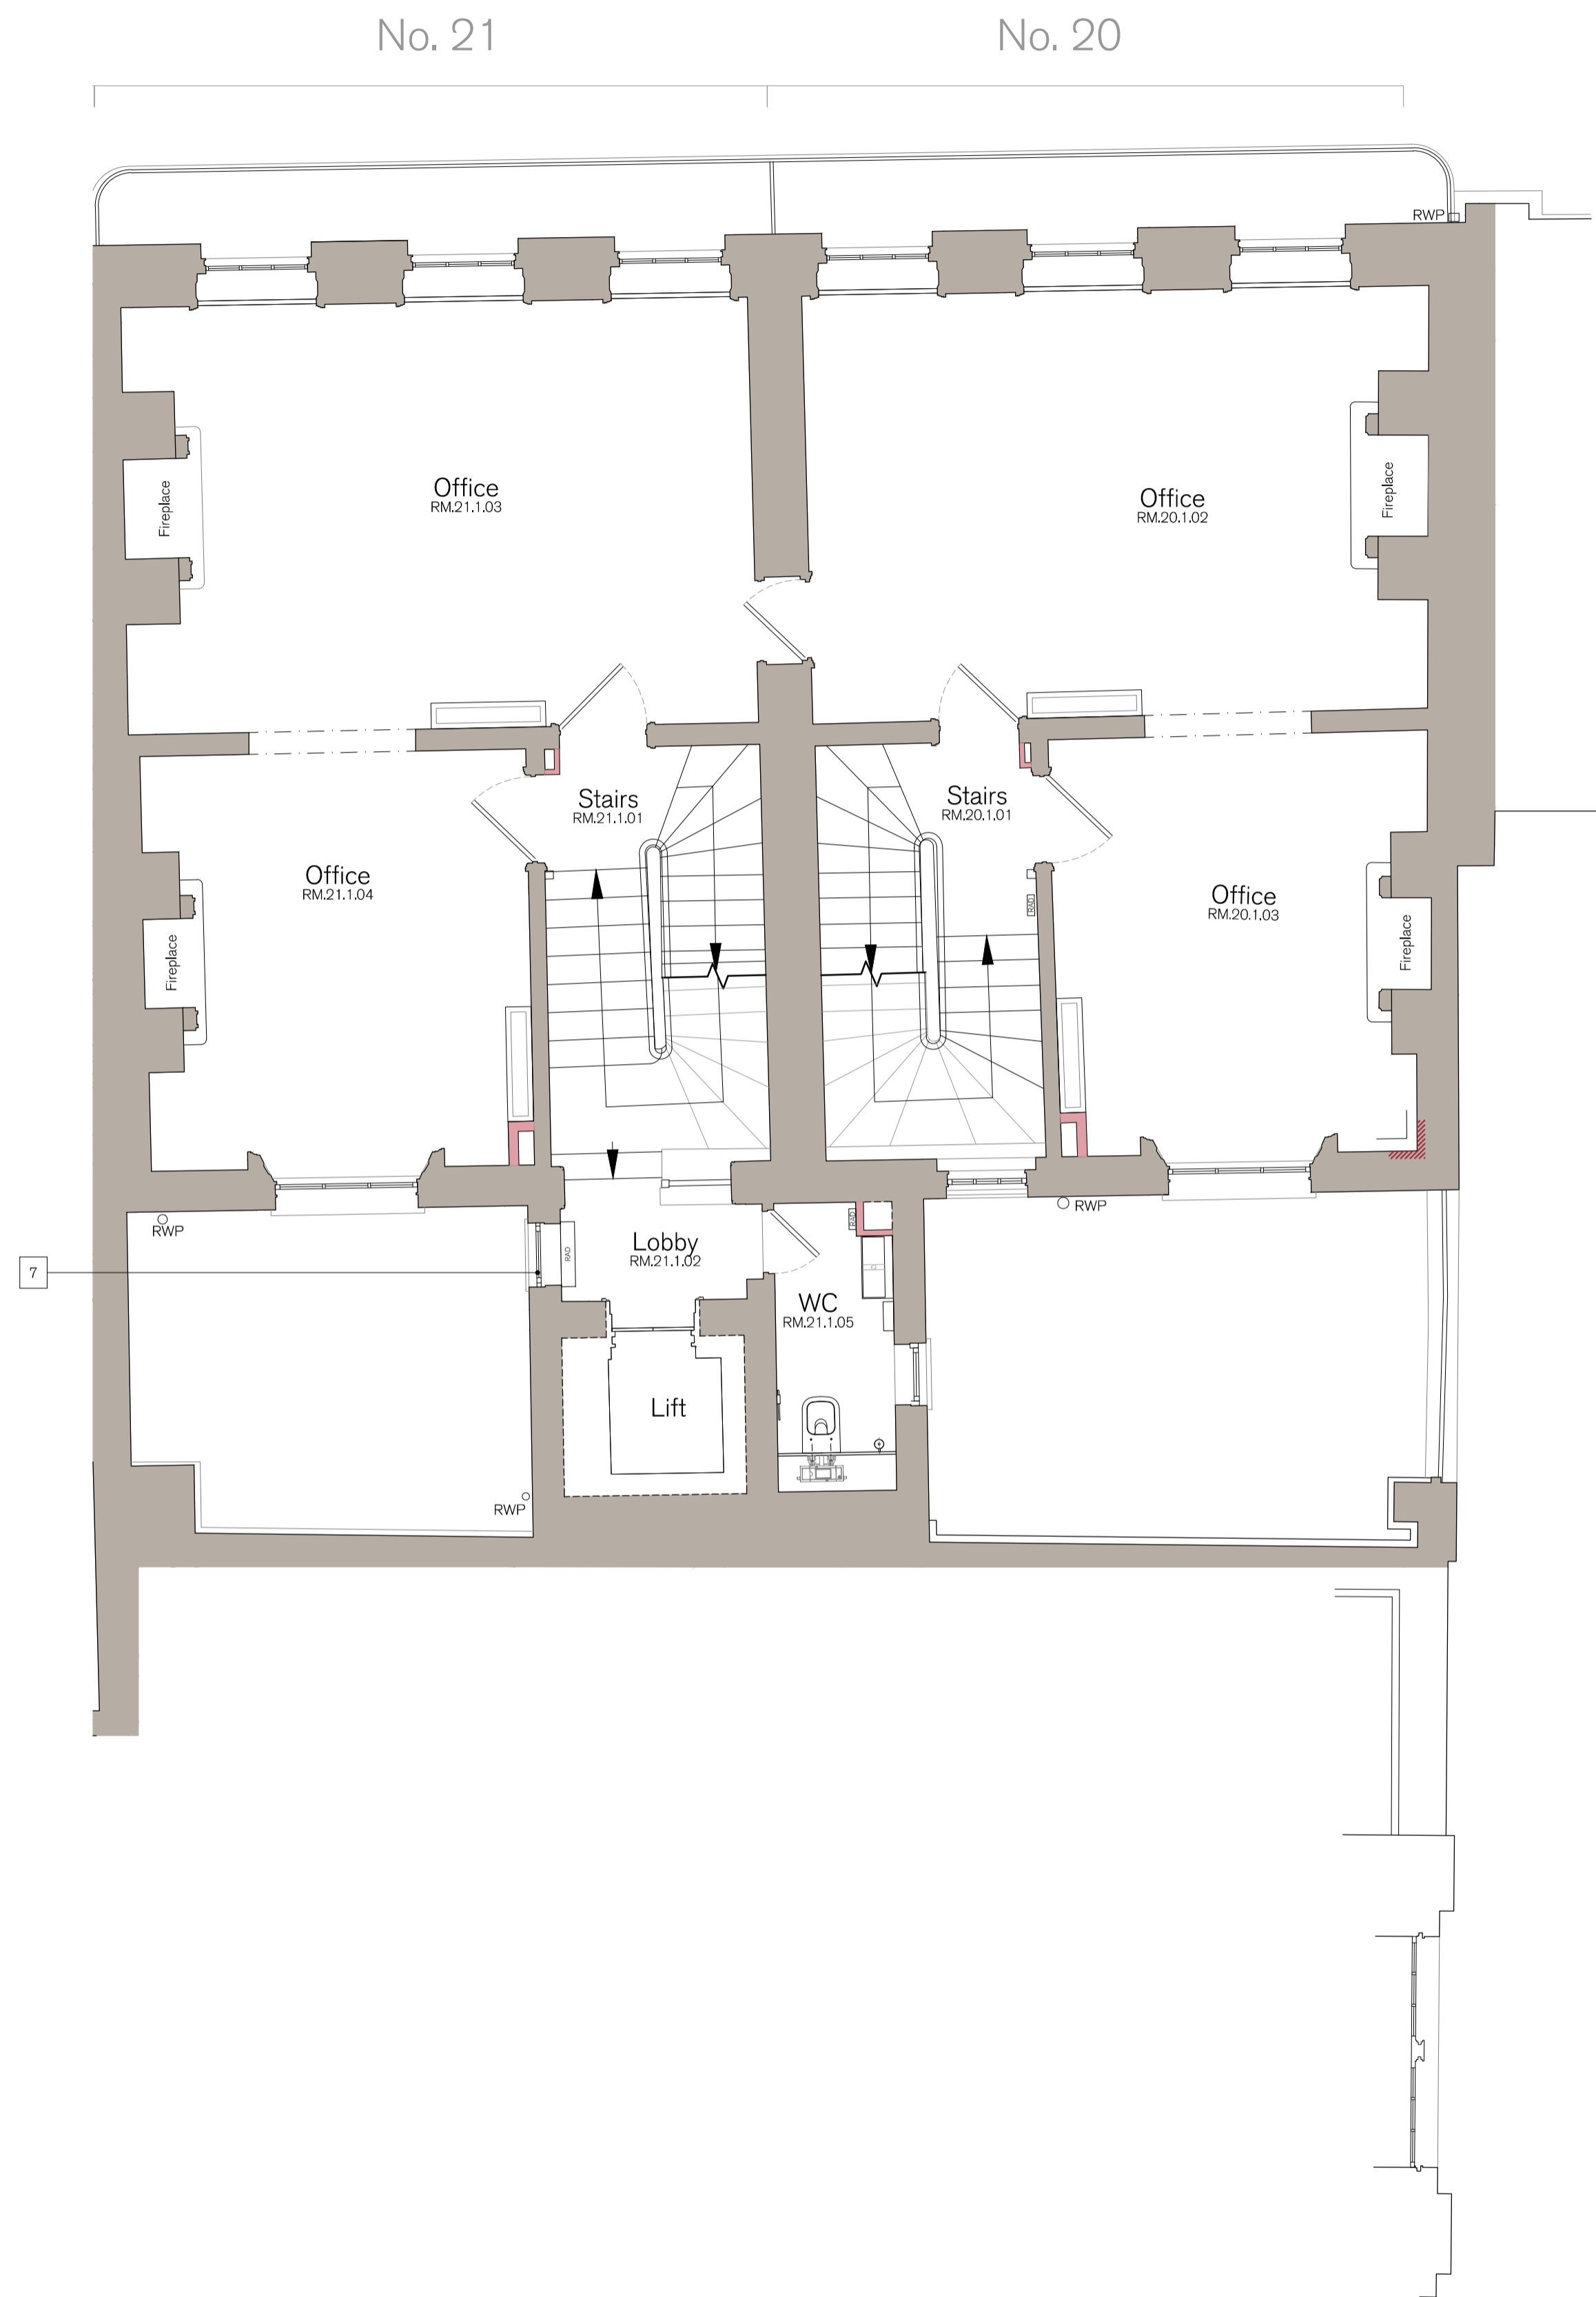 No. 21
No. 20
RWP
Office
RM.21.1.03
Office
RM.20.1.02
Fireplace
Fireplace
Stairs
RM.21.1.01
Stairs
RM.20.1.01
Office
RM.21.1.04
Office
RM.20.1.03
RAD
Fireplace
Fireplace
RWP
RWP
RAD
Lobby
RM.21.1.02
RAD
7
WC
RM.21.1.05
Lift
RWP